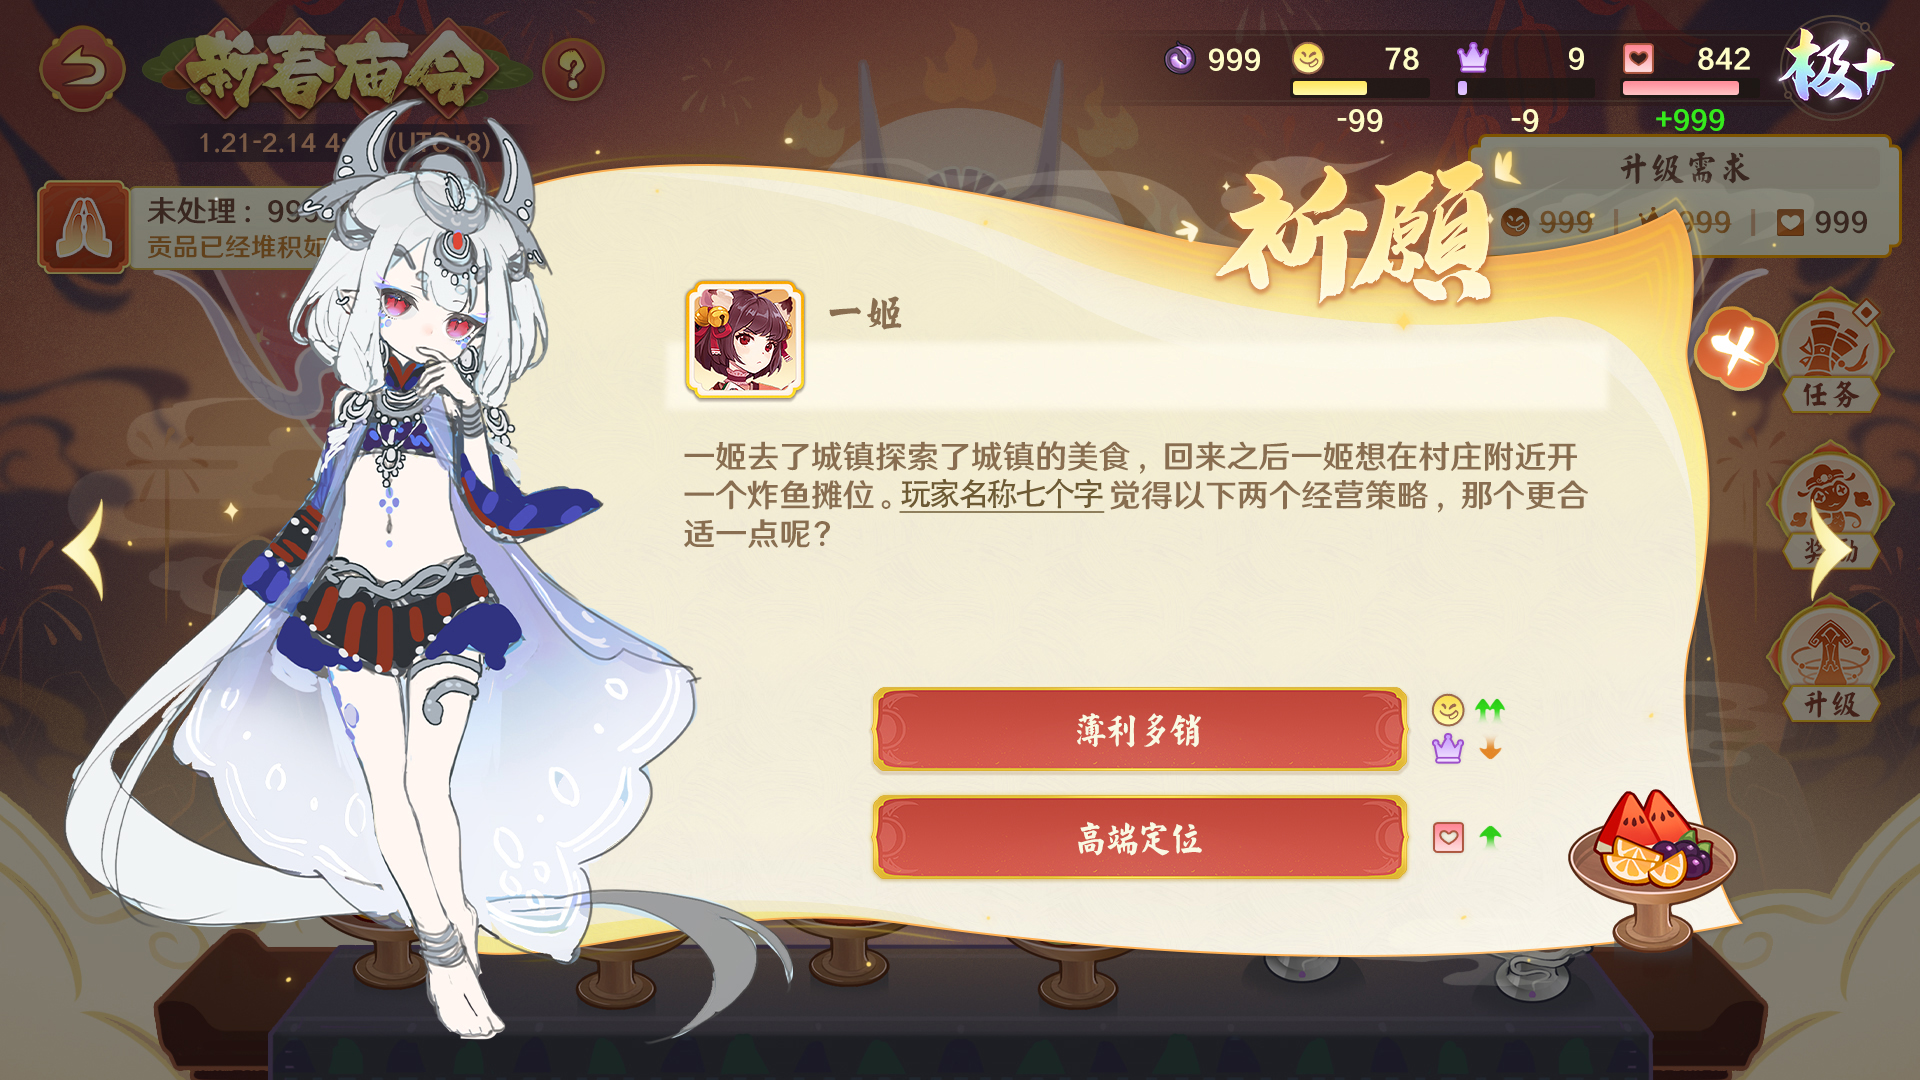 新春庙会
?
999
78
9
842
极+
-99
-9
+999
1.21-2.14 4: (UTC+8)
祈願
升级需求
999 | 999 | 999
未处理：99
贡品已经堆积如
一姬
任务
一姬去了城镇探索了城镇的美食，回来之后一姬想在村庄附近开
一个炸鱼摊位。玩家名称七个字 觉得以下两个经营策略，那个更合
适一点呢？
奖励
升级
薄利多销
高端定位